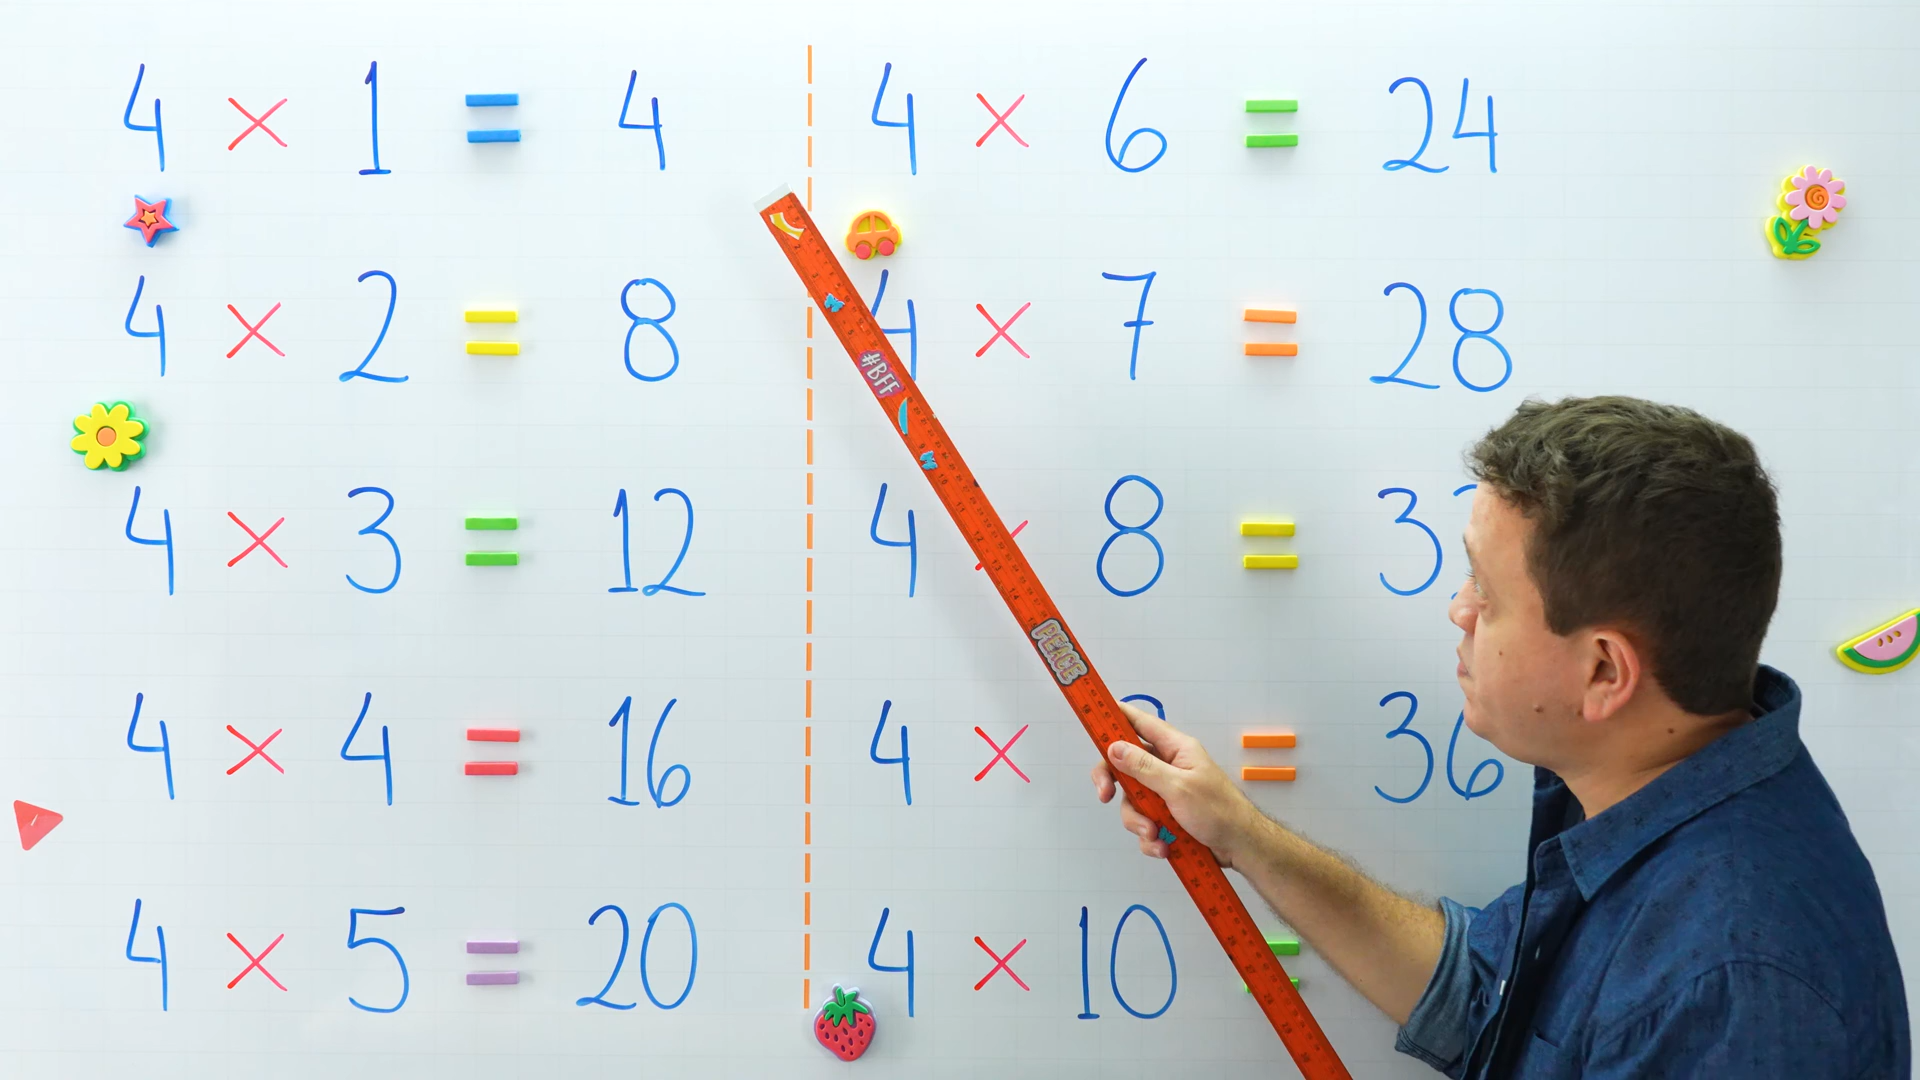 4 × 1 = 4
4 × 2 = 8
4 × 3 = 12
4 × 4 = 16
4 × 5 = 20
4 × 6 = 24
4 × 7 = 28
4 × 8 = 3
4 × = 36
4 × 10 =
#BFF
PEACE